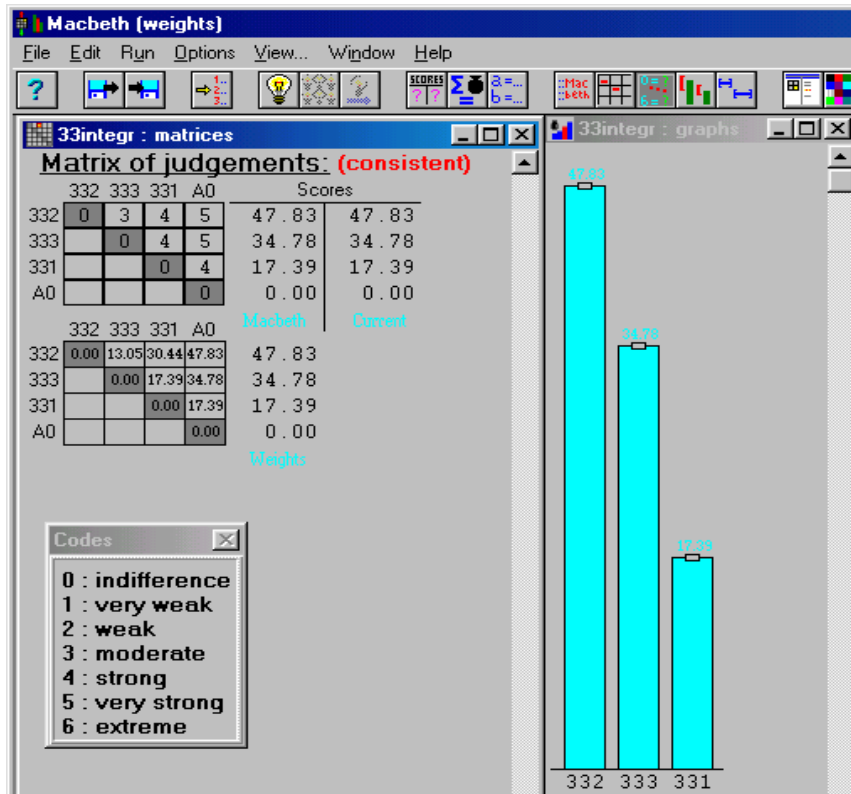 Macbeth (weights)
File Edit Run Options View... Window Help
? 1.. 2.. 3.. SCORES ? ? Σ a=... b=... Mac beth
33integr : matrices
Matrix of judgements: (consistent)
332 333 331 A0 Scores
332 0 3 4 5 47.83 47.83
333 0 4 5 34.78 34.78
331 0 4 17.39 17.39
A0 0 0.00 0.00
Macbeth Current
332 333 331 A0
332 0.00 13.05 30.44 47.83 47.83
333 0.00 17.39 34.78 34.78
331 0.00 17.39 17.39
A0 0.00 0.00
Weights
Codes
0 : indifference
1 : very weak
2 : weak
3 : moderate
4 : strong
5 : very strong
6 : extreme
33integr : graphs
47.83
34.78
17.39
332 333 331